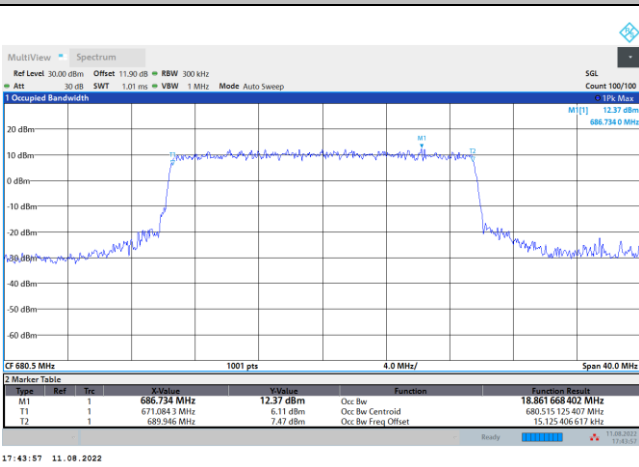 MultiView Spectrum
Ref Level 30.00 dBm Offset 11.90 dB RBW 300 kHz SGL
Att 30 dB SWT 1.01 ms VBW 1 MHz Mode Auto Sweep Count 100/100
1 Occupied Bandwidth 1Pk Max
M1[1] 12.37 dBm
686.734 0 MHz
20 dBm
M1
10 dBm T1 T2
0 dBm
-10 dBm
-20 dBm
-30 dBm
-40 dBm
-50 dBm
-60 dBm
CF 680.5 MHz 1001 pts 4.0 MHz/ Span 40.0 MHz
2 Marker Table
Type Ref Trc X-Value Y-Value Function Function Result
M1 1 686.734 MHz 12.37 dBm Occ Bw 18.861 668 402 MHz
T1 1 671.084 3 MHz 6.11 dBm Occ Bw Centroid 680.515 125 407 MHz
T2 1 689.946 MHz 7.47 dBm Occ Bw Freq Offset 15.125 406 617 kHz
Ready 11.08.2022
17:43:57
17:43:57 11.08.2022